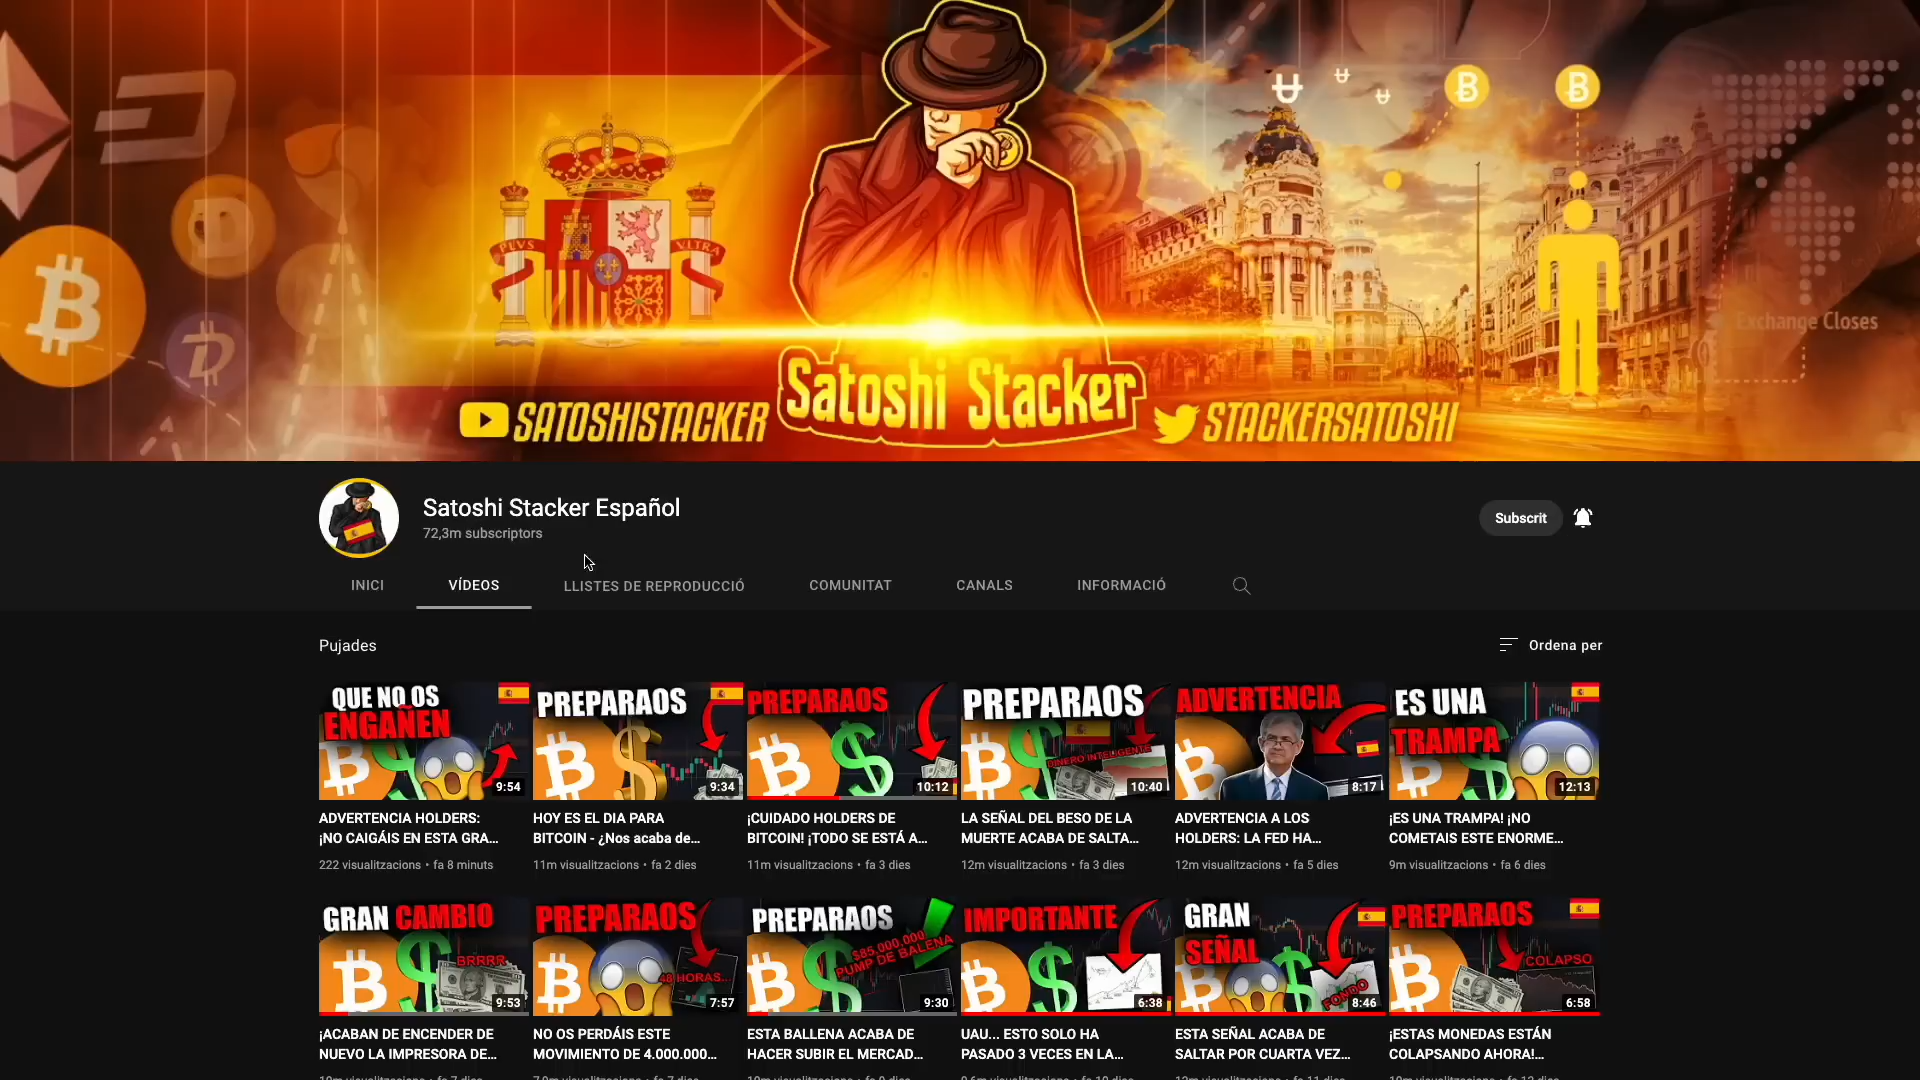 PLVS
VLTRA
Exchange Closes
Satoshi Stacker
SATOSHISTACKER
STACKERSATOSHI
Satoshi Stacker Español
72,3m subscriptors
Subscrit
INICI
VÍDEOS
LLISTES DE REPRODUCCIÓ
COMUNITAT
CANALS
INFORMACIÓ
Pujades
Ordena per
QUE NO OS
ENGAÑEN
9:54
PREPARAOS
9:34
PREPARAOS
10:12
PREPARAOS
DINERO INTELIGENTE
10:40
ADVERTENCIA
8:17
ES UNA
TRAMPA
12:13
ADVERTENCIA HOLDERS:
¡NO CAIGÁIS EN ESTA GRA...
222 visualitzacions • fa 8 minuts
HOY ES EL DIA PARA
BITCOIN - ¿Nos acaba de...
11m visualitzacions • fa 2 dies
¡CUIDADO HOLDERS DE
BITCOIN! ¡TODO SE ESTÁ A...
11m visualitzacions • fa 3 dies
LA SEÑAL DEL BESO DE LA
MUERTE ACABA DE SALTA...
12m visualitzacions • fa 3 dies
ADVERTENCIA A LOS
HOLDERS: LA FED HA...
12m visualitzacions • fa 5 dies
¡ES UNA TRAMPA! ¡NO
COMETAIS ESTE ENORME...
9m visualitzacions • fa 6 dies
GRAN CAMBIO
BRRRR
9:53
PREPARAOS
48 HORAS...
7:57
PREPARAOS
$85.000.000
PUMP DE BALENA
9:30
IMPORTANTE
6:38
GRAN
SEÑAL
FONDO
8:46
PREPARAOS
COLAPSO
6:58
¡ACABAN DE ENCENDER DE
NUEVO LA IMPRESORA DE...
NO OS PERDÁIS ESTE
MOVIMIENTO DE 4.000.000...
ESTA BALLENA ACABA DE
HACER SUBIR EL MERCAD...
UAU... ESTO SOLO HA
PASADO 3 VECES EN LA...
ESTA SEÑAL ACABA DE
SALTAR POR CUARTA VEZ...
¡ESTAS MONEDAS ESTÁN
COLAPSANDO AHORA!...